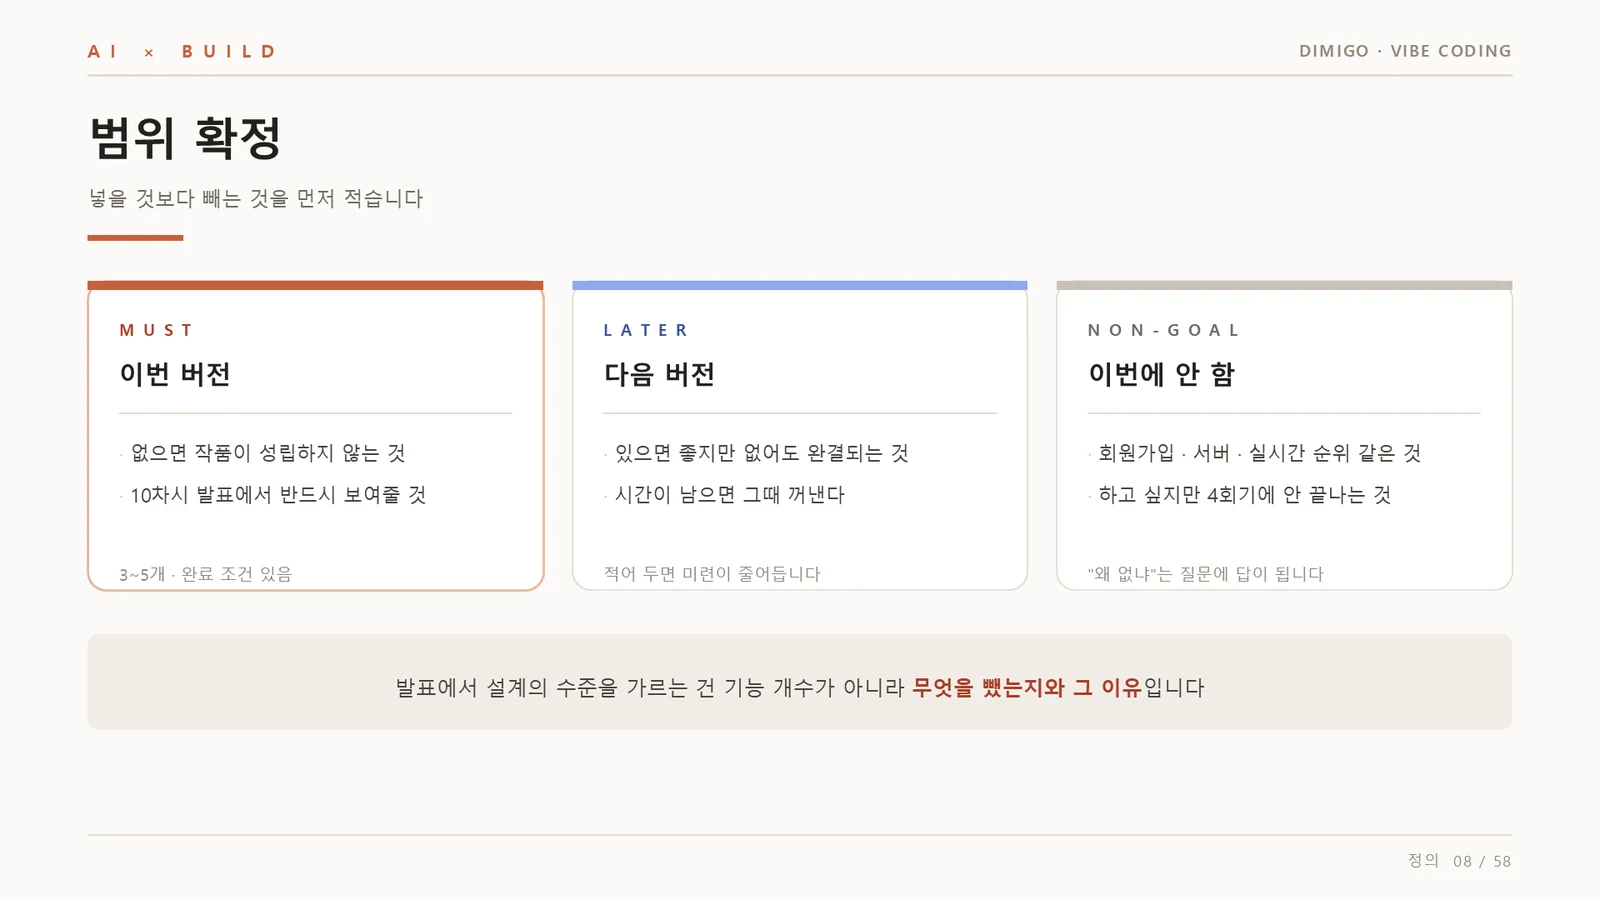 AI × BUILD
DIMIGO · VIBE CODING
범위 확정
넣을 것보다 빼는 것을 먼저 적습니다
MUST
이번 버전
· 없으면 작품이 성립하지 않는 것
· 10차시 발표에서 반드시 보여줄 것
3~5개 · 완료 조건 있음
LATER
다음 버전
· 있으면 좋지만 없어도 완결되는 것
· 시간이 남으면 그때 꺼낸다
적어 두면 미련이 줄어듭니다
NON-GOAL
이번에 안 함
· 회원가입 · 서버 · 실시간 순위 같은 것
· 하고 싶지만 4회기에 안 끝나는 것
"왜 없냐"는 질문에 답이 됩니다
발표에서 설계의 수준을 가르는 건 기능 개수가 아니라 무엇을 뺐는지와 그 이유입니다
정의 08 / 58